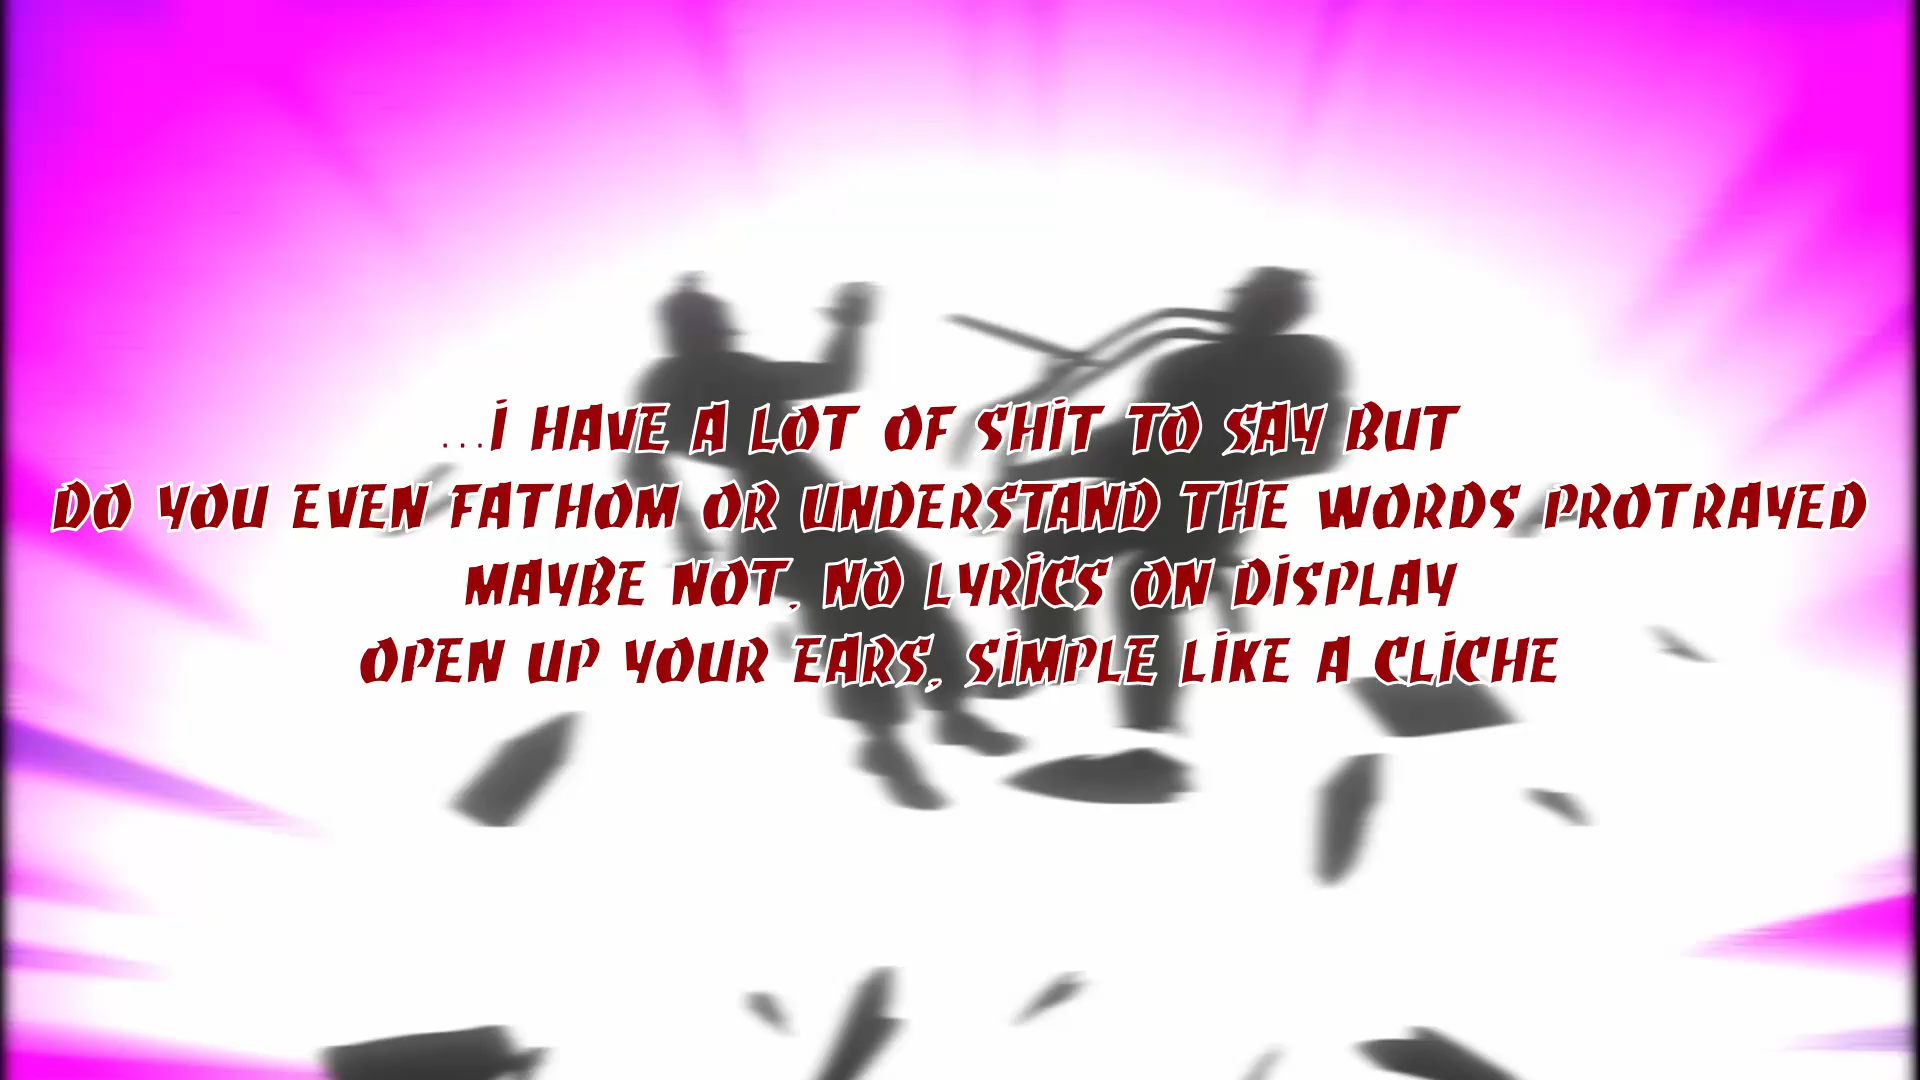 ...I HAVE A LOT OF SHIT TO SAY BUT
DO YOU EVEN FATHOM OR UNDERSTAND THE WORDS PROTRAYED
MAYBE NOT, NO LYRICS ON DISPLAY
OPEN UP YOUR EARS, SIMPLE LIKE A CLICHE